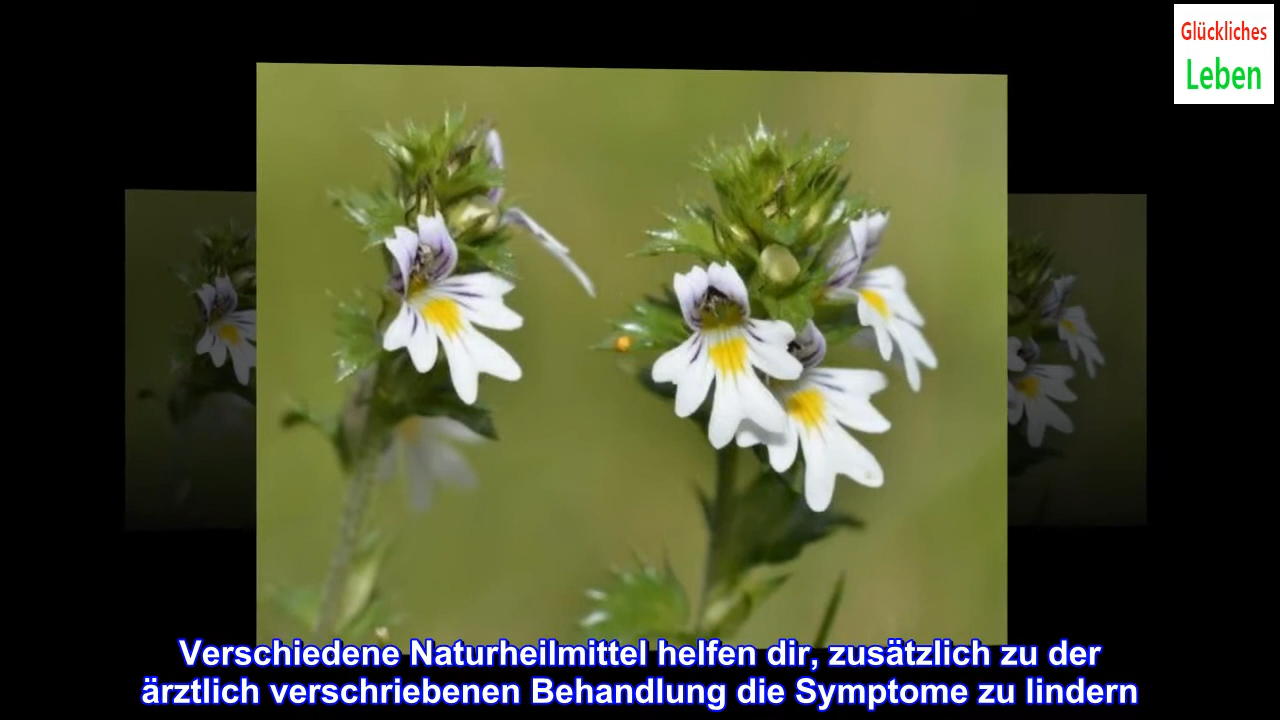 Glückliches
Leben
Verschiedene Naturheilmittel helfen dir, zusätzlich zu der
ärztlich verschriebenen Behandlung die Symptome zu lindern